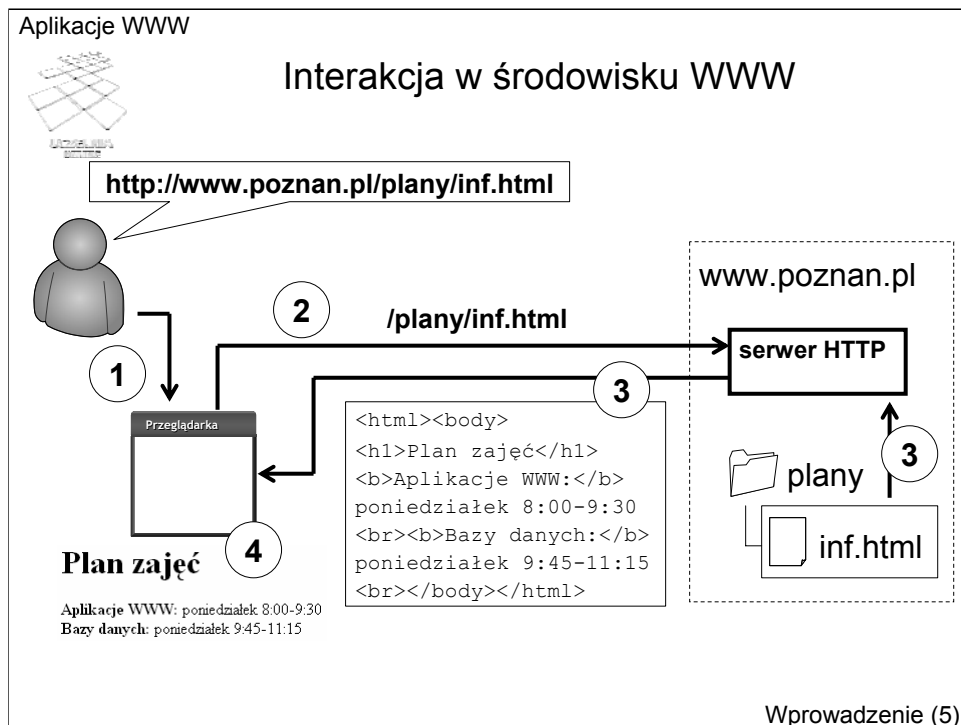 Aplikacje WWW
Interakcja w środowisku WWW
http://www.poznan.pl/plany/inf.html
www.poznan.pl
2
/plany/inf.html
serwer HTTP
1
3
Przeglądarka
<html><body>
<h1>Plan zajęć</h1>
<b>Aplikacje WWW:</b>
poniedziałek 8:00-9:30
<br><b>Bazy danych:</b>
poniedziałek 9:45-11:15
<br></body></html>
3
plany
inf.html
4
Plan zajęć
Aplikacje WWW: poniedziałek 8:00-9:30
Bazy danych: poniedziałek 9:45-11:15
Wprowadzenie (5)